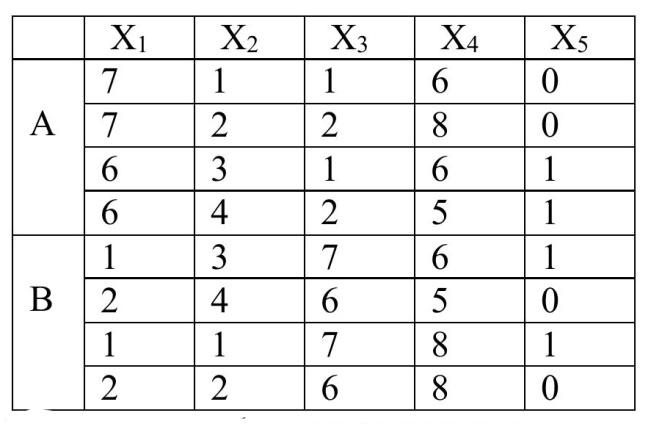 X₁ X₂ X₃ X₄ X₅
7 1 1 6 0
A 7 2 2 8 0
6 3 1 6 1
6 4 2 5 1
1 3 7 6 1
B 2 4 6 5 0
1 1 7 8 1
2 2 6 8 0